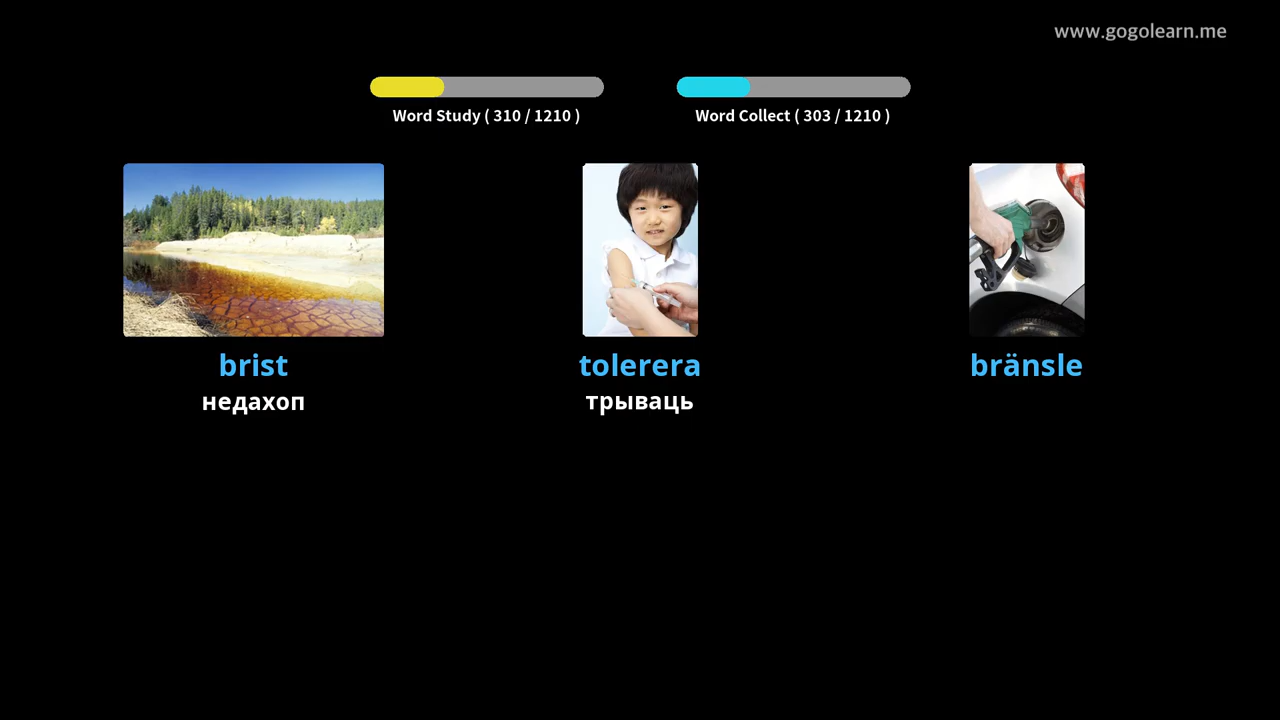 www.gogolearn.me
Word Study ( 310 / 1210 )
Word Collect ( 303 / 1210 )
brist
tolerera
bränsle
недахоп
трываць